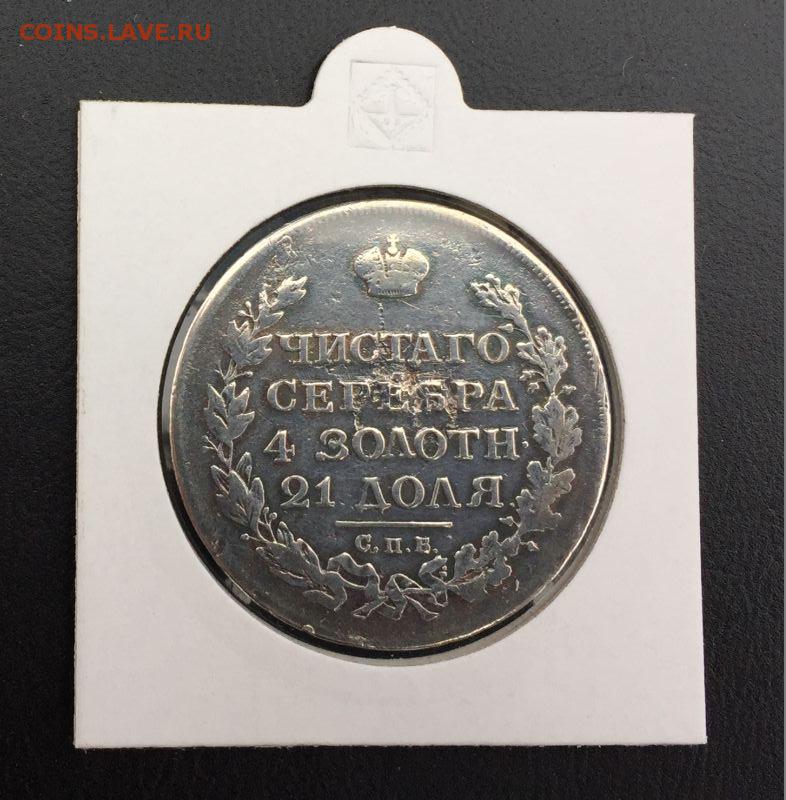 COINS.LAVE.RU
ЧИСТАГО
СЕРЕБРА
4 ЗОЛОТН.
21 ДОЛЯ
С.П.Б.